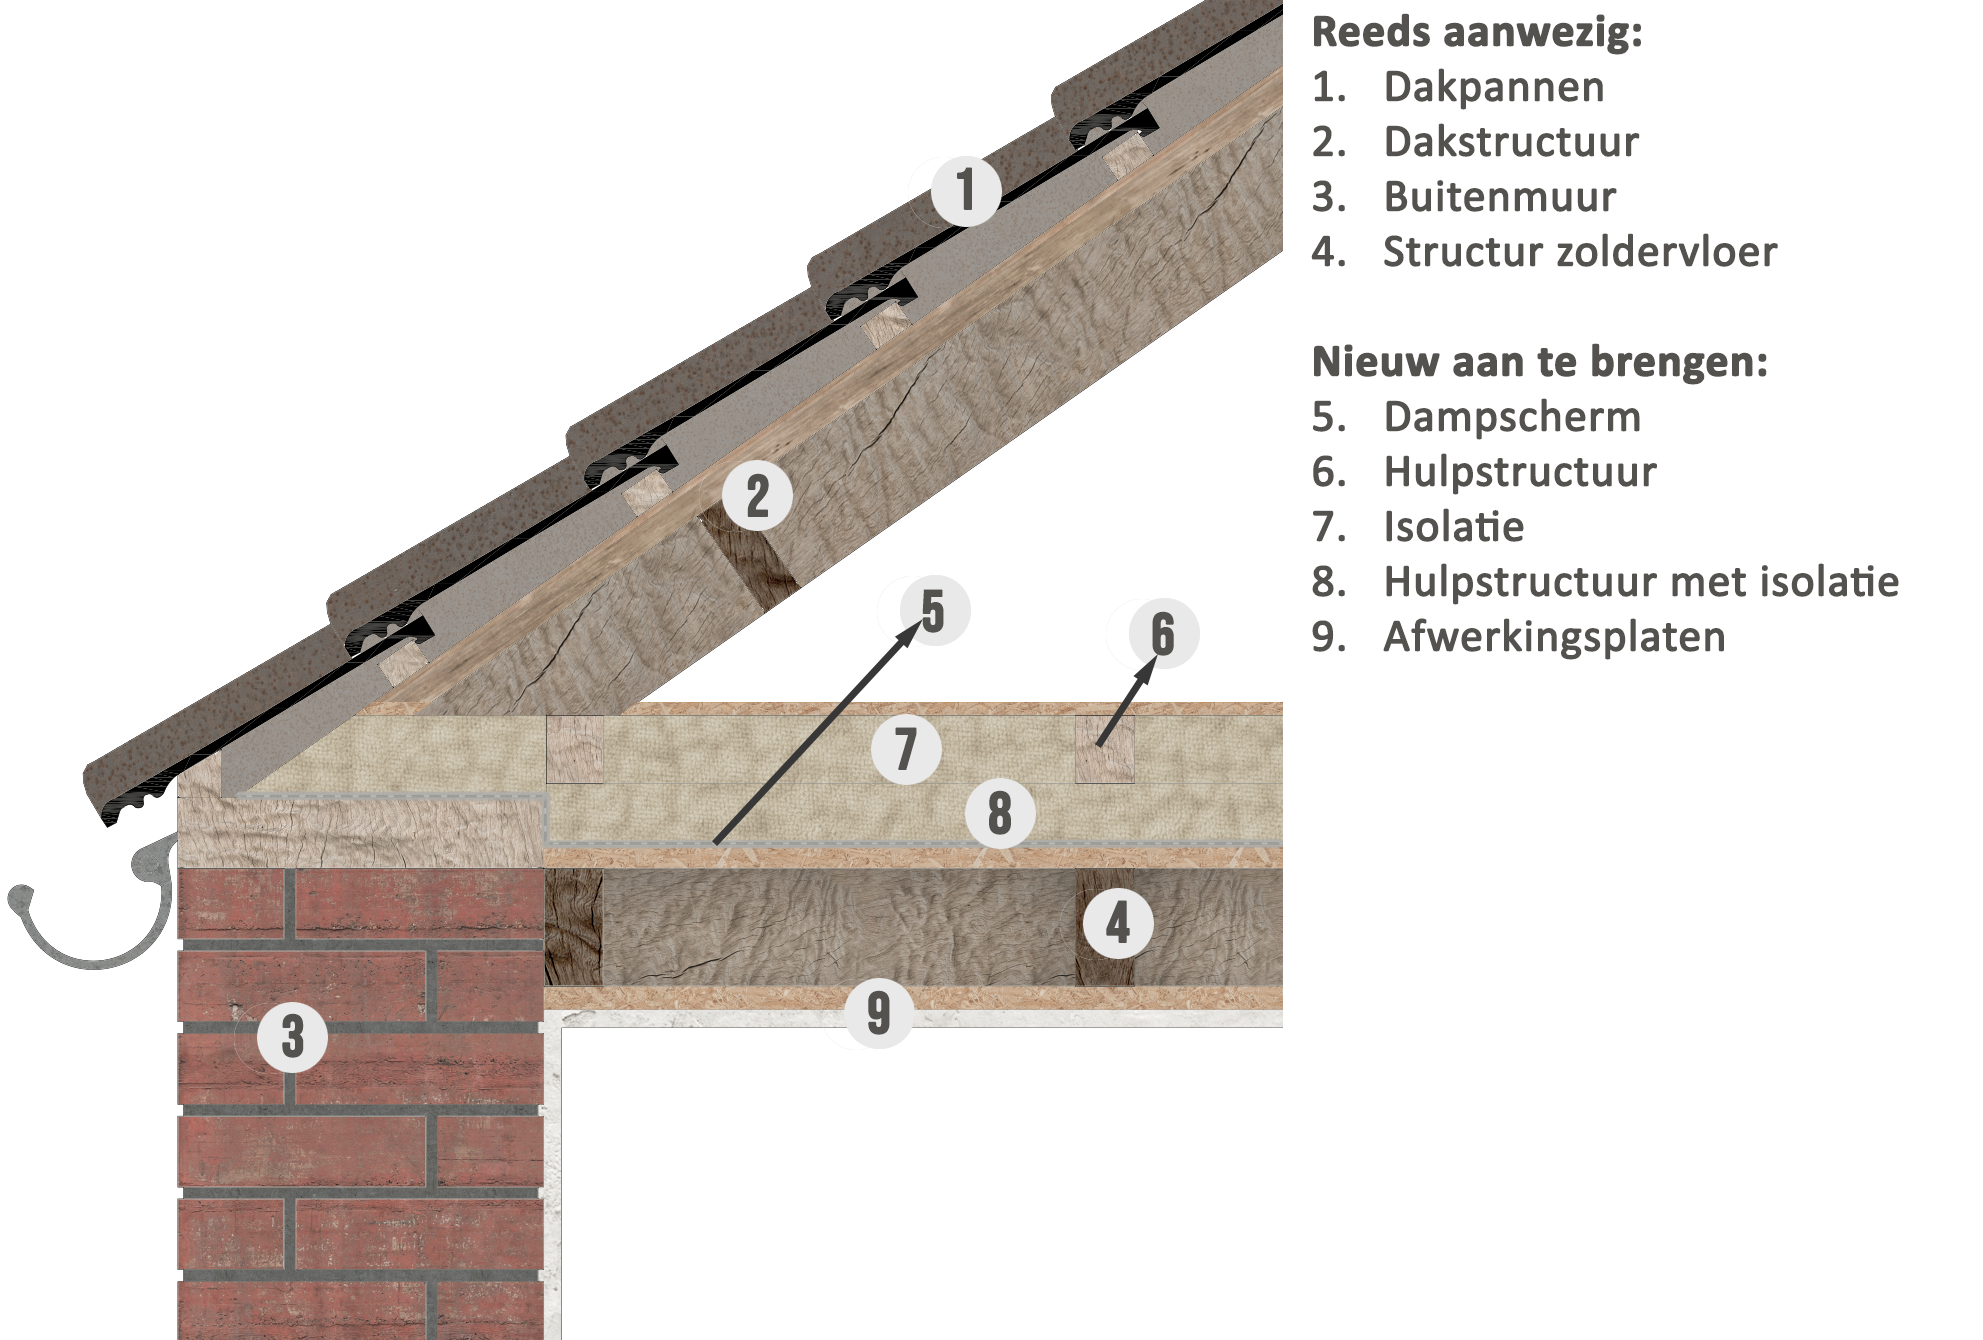 Reeds aanwezig:
1. Dakpannen
2. Dakstructuur
3. Buitenmuur
4. Structur zoldervloer
Nieuw aan te brengen:
5. Dampscherm
6. Hulpstructuur
7. Isolatie
8. Hulpstructuur met isolatie
9. Afwerkingsplaten
1
2
5
6
7
8
4
9
3